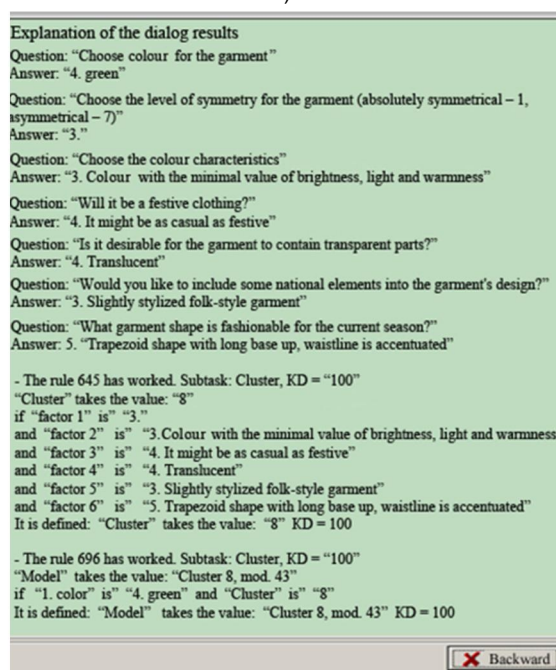 Explanation of the dialog results
Question: “Choose colour for the garment”
Answer: “4. green”
Question: “Choose the level of symmetry for the garment (absolutely symmetrical – 1,
asymmetrical – 7)”
Answer: “3.”
Question: “Choose the colour characteristics”
Answer: “3. Colour with the minimal value of brightness, light and warmness”
Question: “Will it be a festive clothing?”
Answer: “4. It might be as casual as festive”
Question: “Is it desirable for the garment to contain transparent parts?”
Answer: “4. Translucent”
Question: “Would you like to include some national elements into the garment's design?”
Answer: “3. Slightly stylized folk-style garment”
Question: “What garment shape is fashionable for the current season?”
Answer: 5. “Trapezoid shape with long base up, waistline is accentuated”
- The rule 645 has worked. Subtask: Cluster, KD = “100”
“Cluster” takes the value: “8”
if “factor 1” is” “3.”
and “factor 2” is” “3.Colour with the minimal value of brightness, light and warmness
and “factor 3” is” “4. It might be as casual as festive”
and “factor 4” is” “4. Translucent”
and “factor 5” is” “3. Slightly stylized folk-style garment”
and “factor 6” is” “5. Trapezoid shape with long base up, waistline is accentuated”
It is defined: “Cluster” takes the value: “8” KD = 100
- The rule 696 has worked. Subtask: Cluster, KD = “100”
“Model” takes the value: “Cluster 8, mod. 43”
if “1. color” is” “4. green” and “Cluster” is” “8”
It is defined: “Model” takes the value: “Cluster 8, mod. 43” KD = 100
Backward